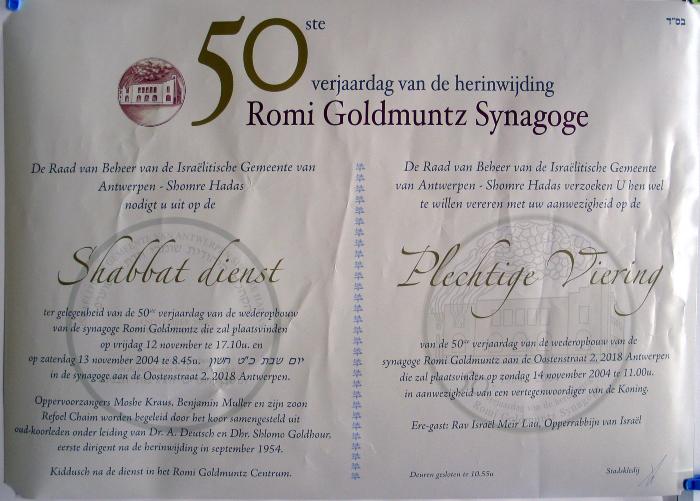 בס"ד
50ste
verjaardag van de herinwijding
Romi Goldmuntz Synagoge
De Raad van Beheer van de Israëlitische Gemeente van
Antwerpen - Shomre Hadas
nodigt u uit op de
Shabbat dienst
ter gelegenheid van de 50ste verjaardag van de wederopbouw
van de synagoge Romi Goldmuntz die zal plaatsvinden
op vrijdag 12 november te 17.10u. en
op zaterdag 13 november 2004 te 8.45u. יום שבת כ"ט חשון
in de synagoge aan de Oostenstraat 2, 2018 Antwerpen.
Oppervoorzangers Moshe Kraus, Benjamin Muller en zijn zoon
Refoel Chaim worden begeleid door het koor samengesteld uit
oud-koorleden onder leiding van Dr. A. Deutsch en Dhr. Shlomo Goldhour,
eerste dirigent na de herinwijding in september 1954.
Kiddusch na de dienst in het Romi Goldmuntz Centrum.
De Raad van Beheer van de Israëlitische Gemeente
van Antwerpen - Shomre Hadas verzoeken U hen wel
te willen vereren met uw aanwezigheid op de
Plechtige Viering
van de 50ste verjaardag van de wederopbouw van de
synagoge Romi Goldmuntz aan de Oostenstraat 2, 2018 Antwerpen
die zal plaatsvinden op zondag 14 november 2004 te 11.00u.
in aanwezigheid van een vertegenwoordiger van de Koning.
Ere-gast: Rav Israël Meir Lau, Opperrabbijn van Israël
Deuren gesloten te 10.55u
Stadskledij